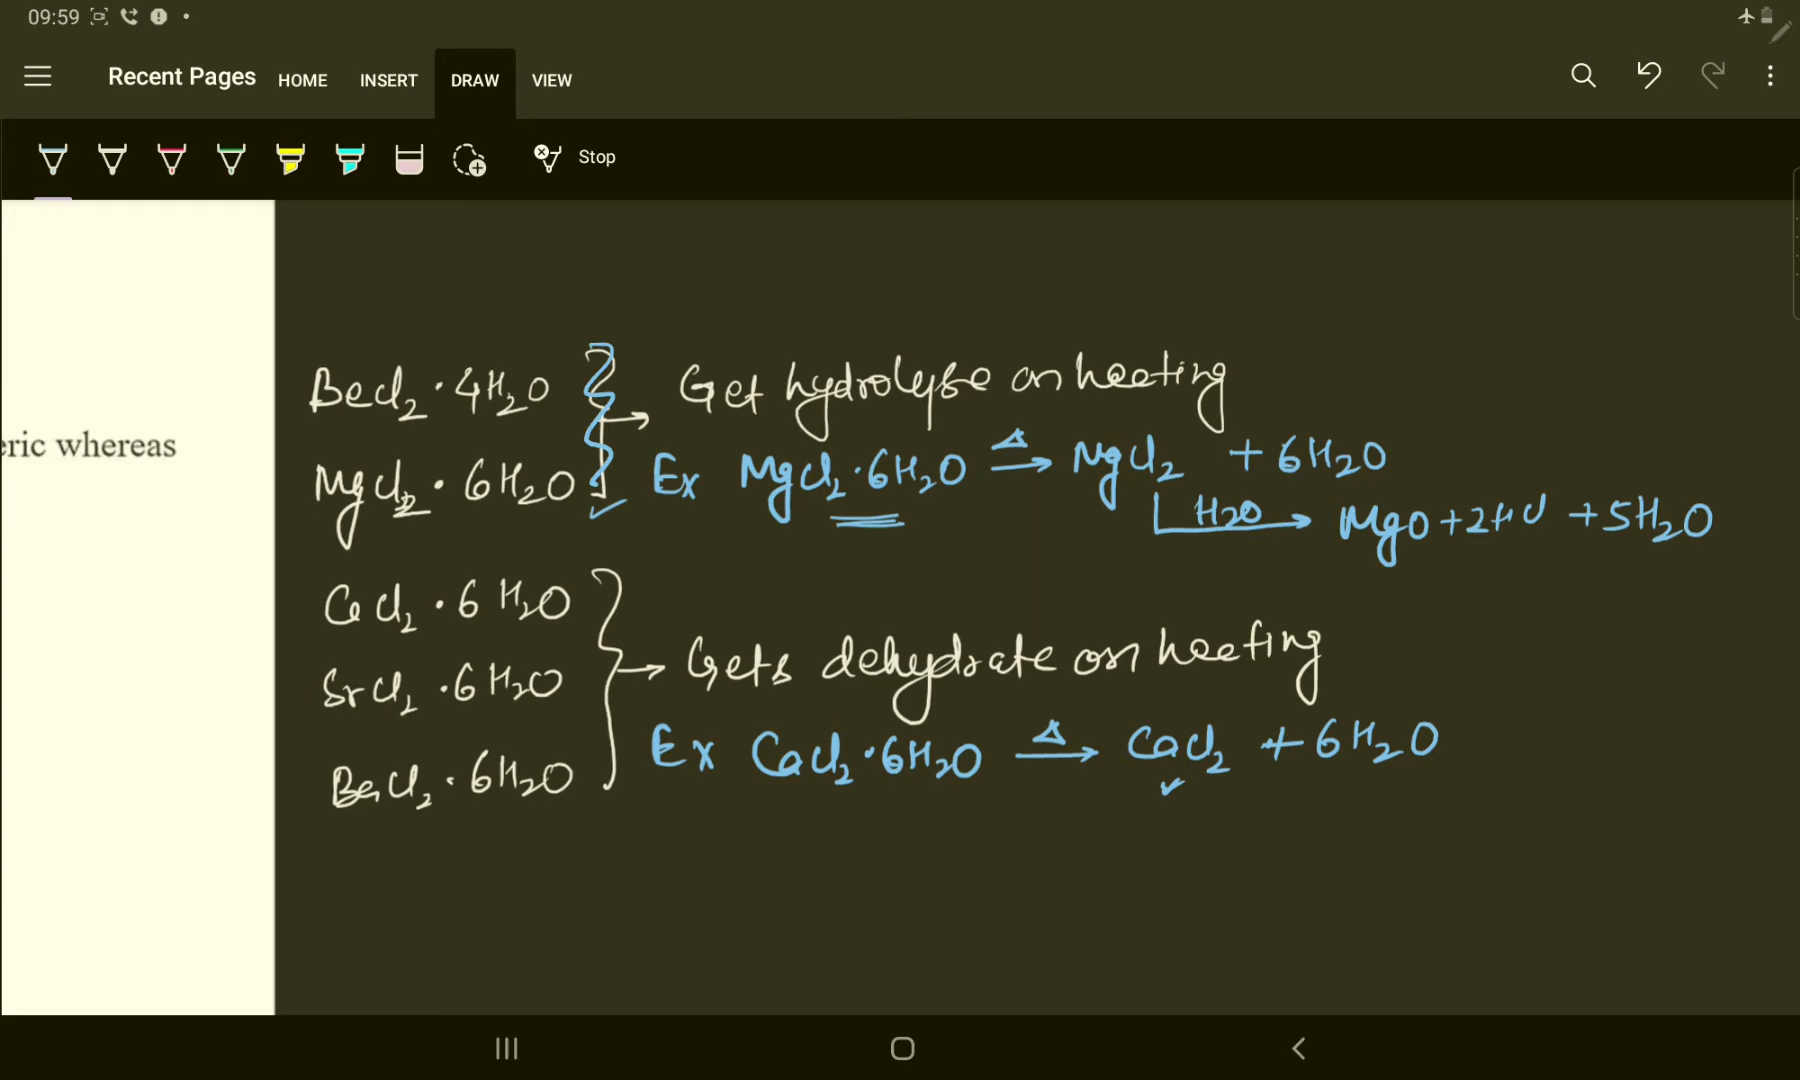 09:59
Recent Pages HOME INSERT DRAW VIEW
Stop
eric whereas
BeCl₂·4H₂O
MgCl₂·6H₂O
→ Get hydrolyse on heating
Ex MgCl₂·6H₂O Δ→ MgCl₂ + 6H₂O
H₂O → MgO + 2HCl + 5H₂O
CaCl₂·6H₂O
SrCl₂·6H₂O
BaCl₂·6H₂O
→ Gets dehydrate on heating
Ex CaCl₂·6H₂O Δ→ CaCl₂ + 6H₂O